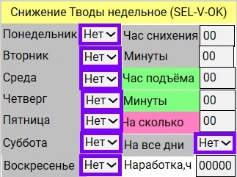 Снижение Тводы недельное (SEL-V-OK)
Понедельник Нет Час снижения 00
Вторник Нет Минуты 00
Среда Нет Час подъёма 00
Четверг Нет Минуты 00
Пятница Нет На сколько 00
Суббота Нет На все дни Нет
Воскресенье Нет Наработка,ч 00000